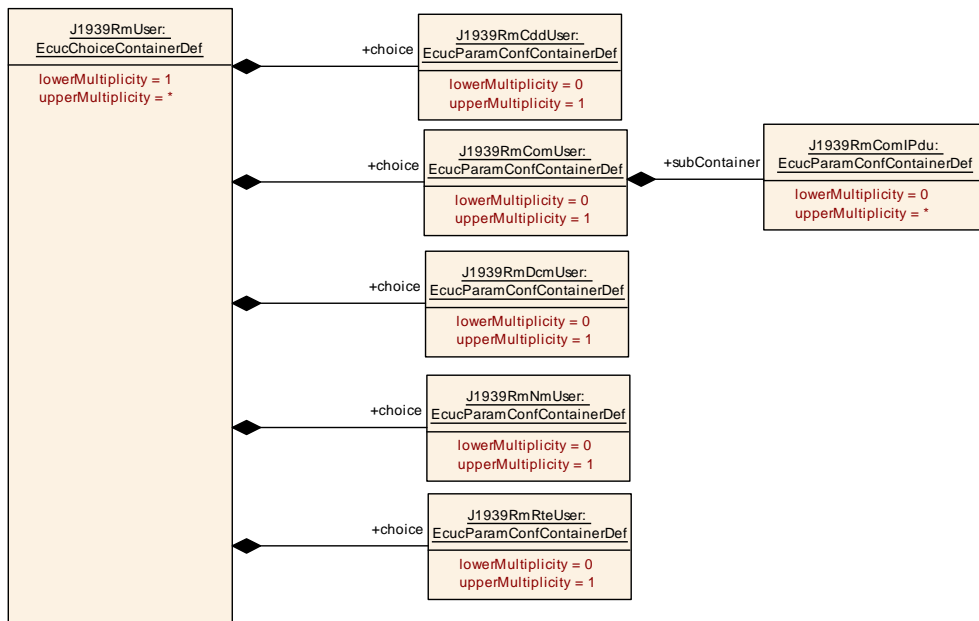 J1939RmUser:
EcucChoiceContainerDef
lowerMultiplicity = 1
upperMultiplicity = *
+choice
J1939RmCddUser:
EcucParamConfContainerDef
lowerMultiplicity = 0
upperMultiplicity = 1
+choice
J1939RmComUser:
EcucParamConfContainerDef
lowerMultiplicity = 0
upperMultiplicity = 1
+subContainer
J1939RmComIPdu:
EcucParamConfContainerDef
lowerMultiplicity = 0
upperMultiplicity = *
+choice
J1939RmDcmUser:
EcucParamConfContainerDef
lowerMultiplicity = 0
upperMultiplicity = 1
+choice
J1939RmNmUser:
EcucParamConfContainerDef
lowerMultiplicity = 0
upperMultiplicity = 1
+choice
J1939RmRteUser:
EcucParamConfContainerDef
lowerMultiplicity = 0
upperMultiplicity = 1